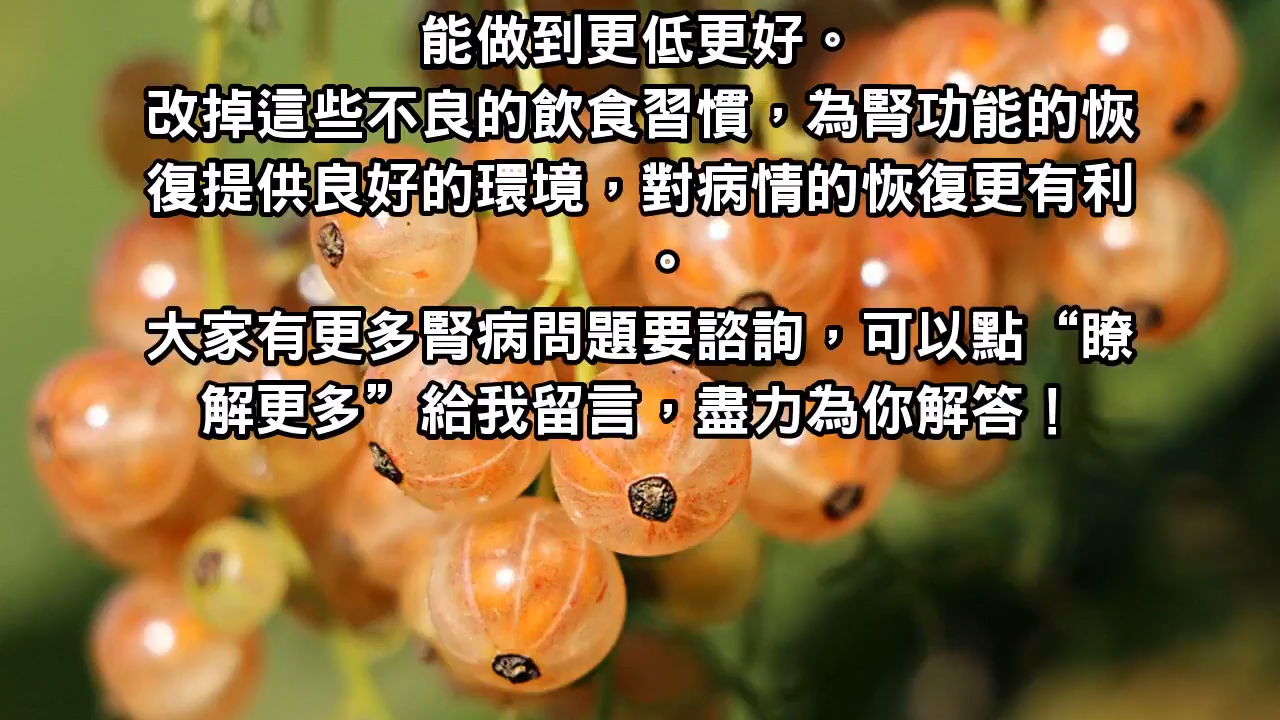 能做到更低更好。
改掉這些不良的飲食習慣，為腎功能的恢
復提供良好的環境，對病情的恢復更有利
。
大家有更多腎病問題要諮詢，可以點“瞭
解更多”給我留言，盡力為你解答！